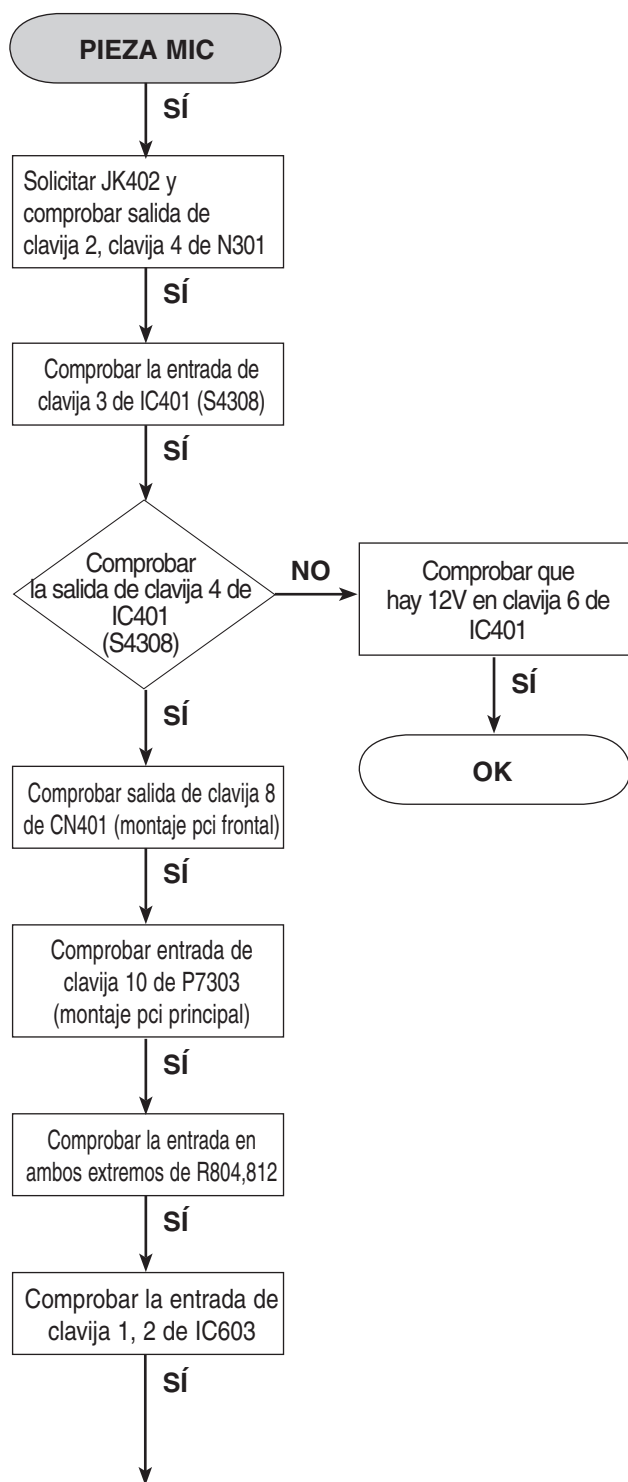 PIEZA MIC
SÍ
Solicitar JK402 y
comprobar salida de
clavija 2, clavija 4 de N301
SÍ
Comprobar la entrada de
clavija 3 de IC401 (S4308)
SÍ
Comprobar
la salida de clavija 4 de
IC401
(S4308)
NO
Comprobar que
hay 12V en clavija 6 de
IC401
SÍ
OK
SÍ
Comprobar salida de clavija 8
de CN401 (montaje pci frontal)
SÍ
Comprobar entrada de
clavija 10 de P7303
(montaje pci principal)
SÍ
Comprobar la entrada en
ambos extremos de R804,812
SÍ
Comprobar la entrada de
clavija 1, 2 de IC603
SÍ